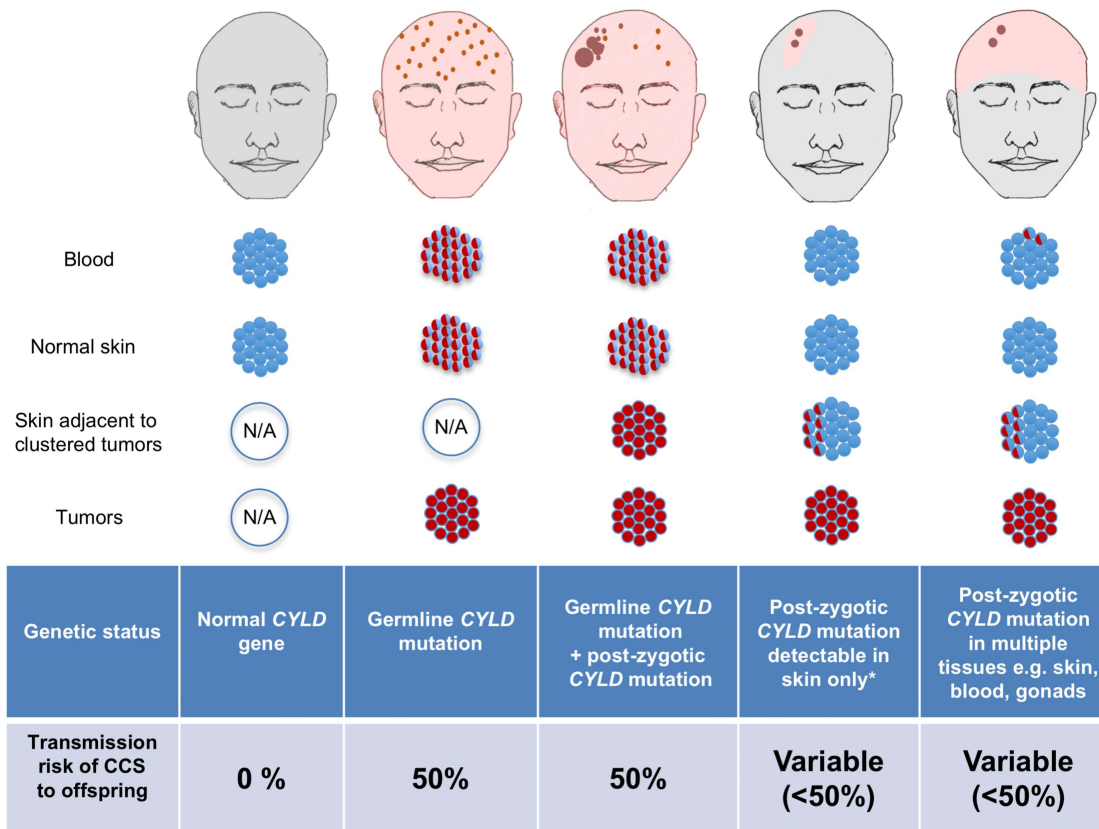 Blood
Normal skin
Skin adjacent to
clustered tumors
N/A
N/A
Tumors
N/A
Genetic status
Normal CYLD
gene
Germline CYLD
mutation
Germline CYLD
mutation
+ post-zygotic
CYLD mutation
Post-zygotic
CYLD mutation
detectable in
skin only*
Post-zygotic
CYLD mutation
in multiple
tissues e.g. skin,
blood, gonads
Transmission
risk of CCS
to offspring
0 %
50%
50%
Variable
(<50%)
Variable
(<50%)